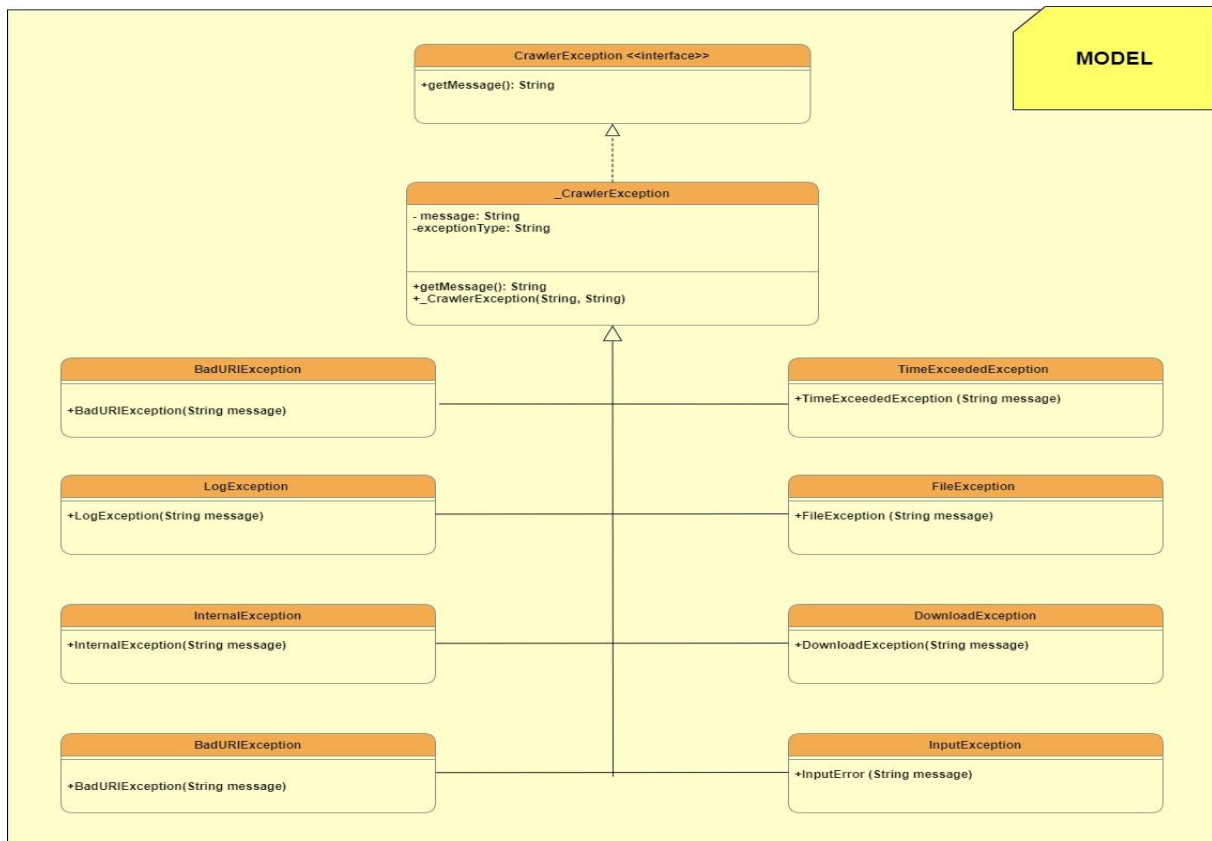 MODEL
CrawlerException <<interface>>
+getMessage(): String
_CrawlerException
- message: String
-exceptionType: String
+getMessage(): String
+_CrawlerException(String, String)
BadURIException
+BadURIException(String message)
TimeExceededException
+TimeExceededException (String message)
LogException
+LogException(String message)
FileException
+FileException (String message)
InternalException
+InternalException(String message)
DownloadException
+DownloadException(String message)
BadURIException
+BadURIException(String message)
InputException
+InputError (String message)